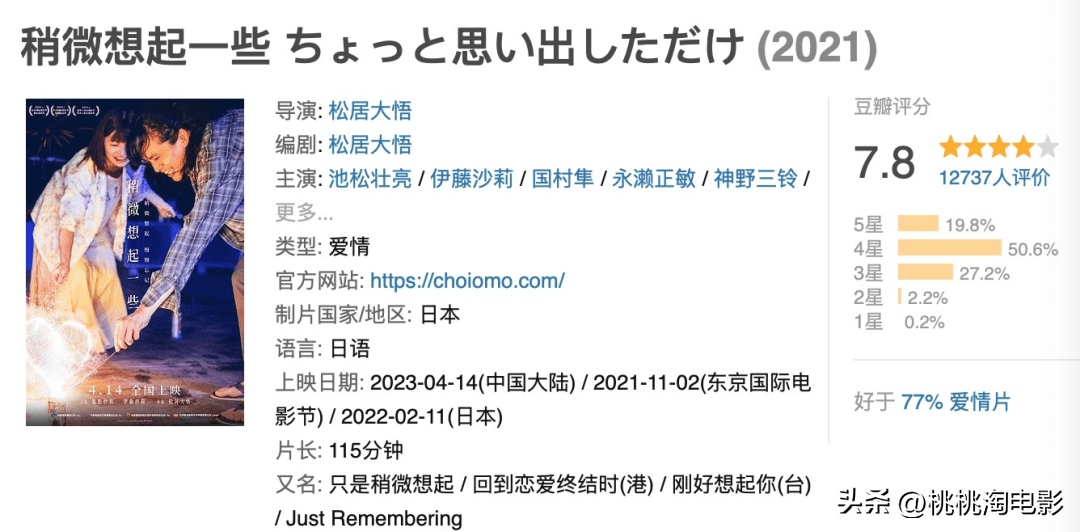 稍微想起一些 ちょっと思い出しただけ (2021)
导演: 松居大悟
编剧: 松居大悟
主演: 池松壮亮 / 伊藤沙莉 / 国村隼 / 永濑正敏 / 神野三铃 /
更多...
类型: 爱情
官方网站: https://choiomo.com/
制片国家/地区: 日本
语言: 日语
上映日期: 2023-04-14(中国大陆) / 2021-11-02(东京国际电
影节) / 2022-02-11(日本)
片长: 115分钟
又名: 只是稍微想起 / 回到恋爱终结时(港) / 刚好想起你(台)
/ Just Remembering
豆瓣评分
7.8
12737人评价
5星 19.8%
4星 50.6%
3星 27.2%
2星 2.2%
1星 0.2%
好于 77% 爱情片
稍微想起一些
稍微想起 慢慢忘记
4.14 全国上映
头条 @桃桃淘电影